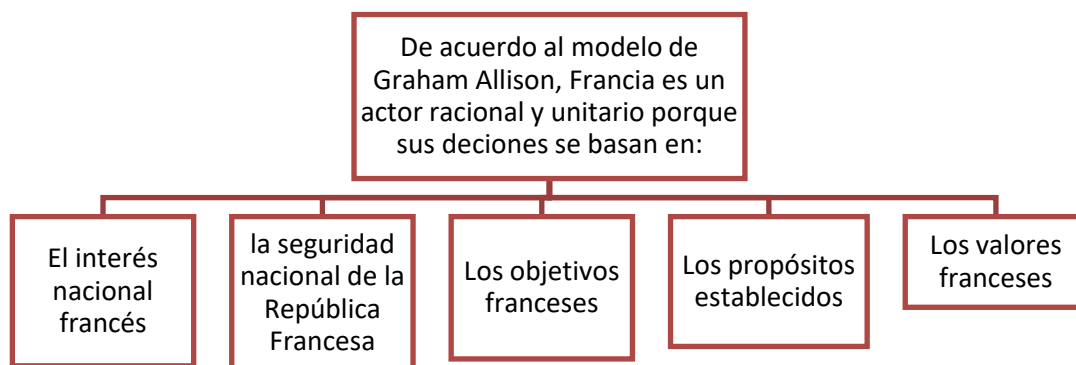 De acuerdo al modelo de
Graham Allison, Francia es un
actor racional y unitario porque
sus deciones se basan en:
El interés
nacional
francés
la seguridad
nacional de la
República
Francesa
Los objetivos
franceses
Los propósitos
establecidos
Los valores
franceses